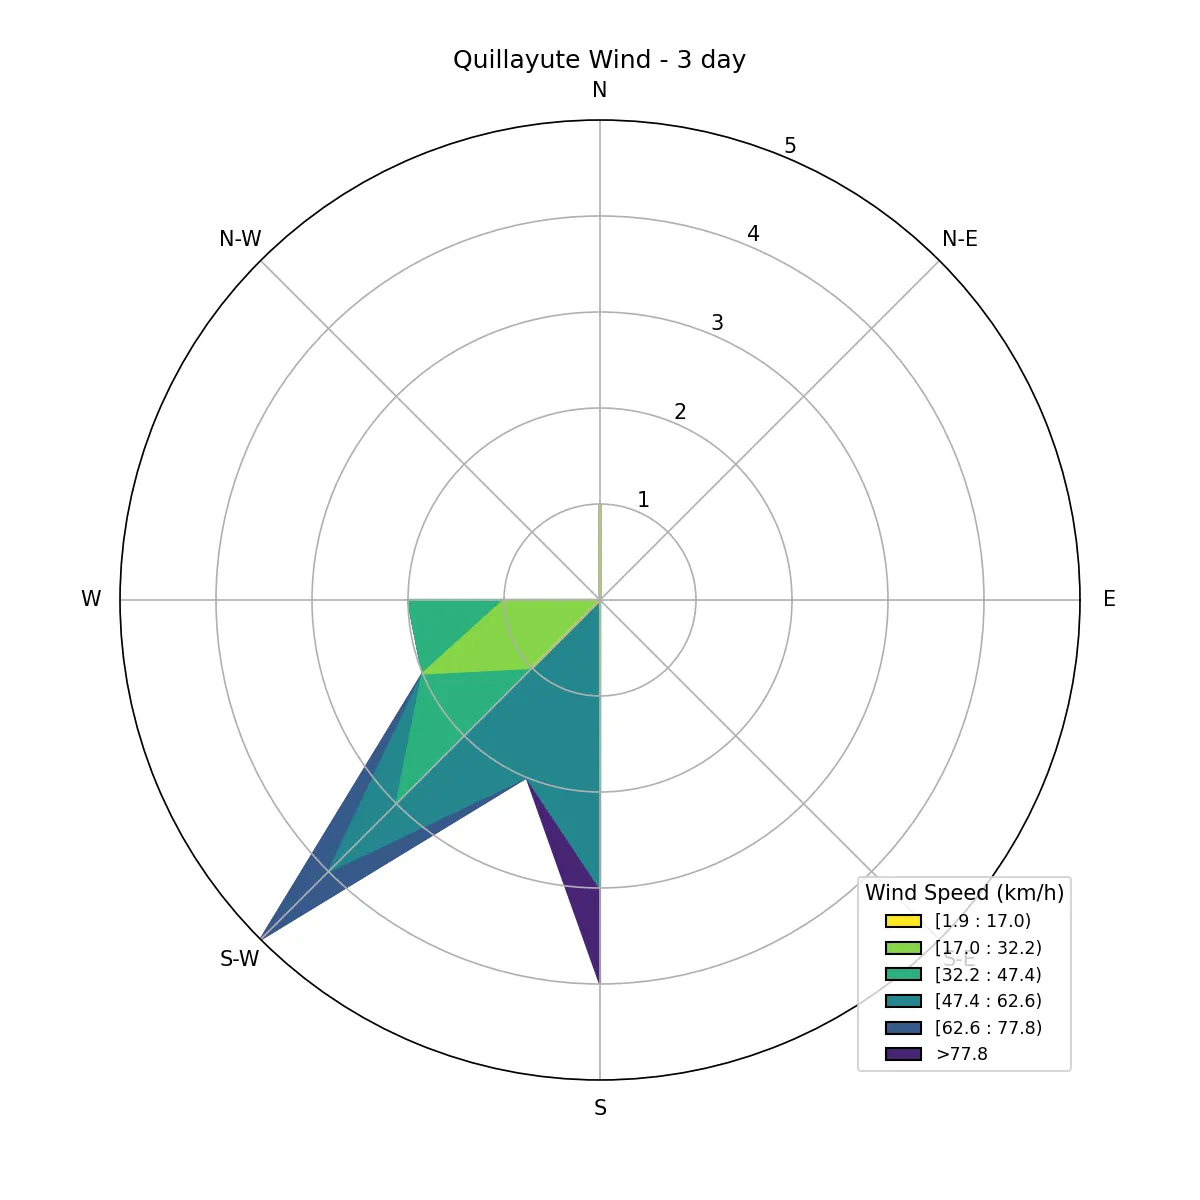 Quillayute Wind - 3 day
N
5
N-W
4
N-E
3
2
1
W
E
Wind Speed (km/h)
[1.9 : 17.0)
[17.0 : 32.2)
S-W
S-E
[32.2 : 47.4)
[47.4 : 62.6)
[62.6 : 77.8)
>77.8
S